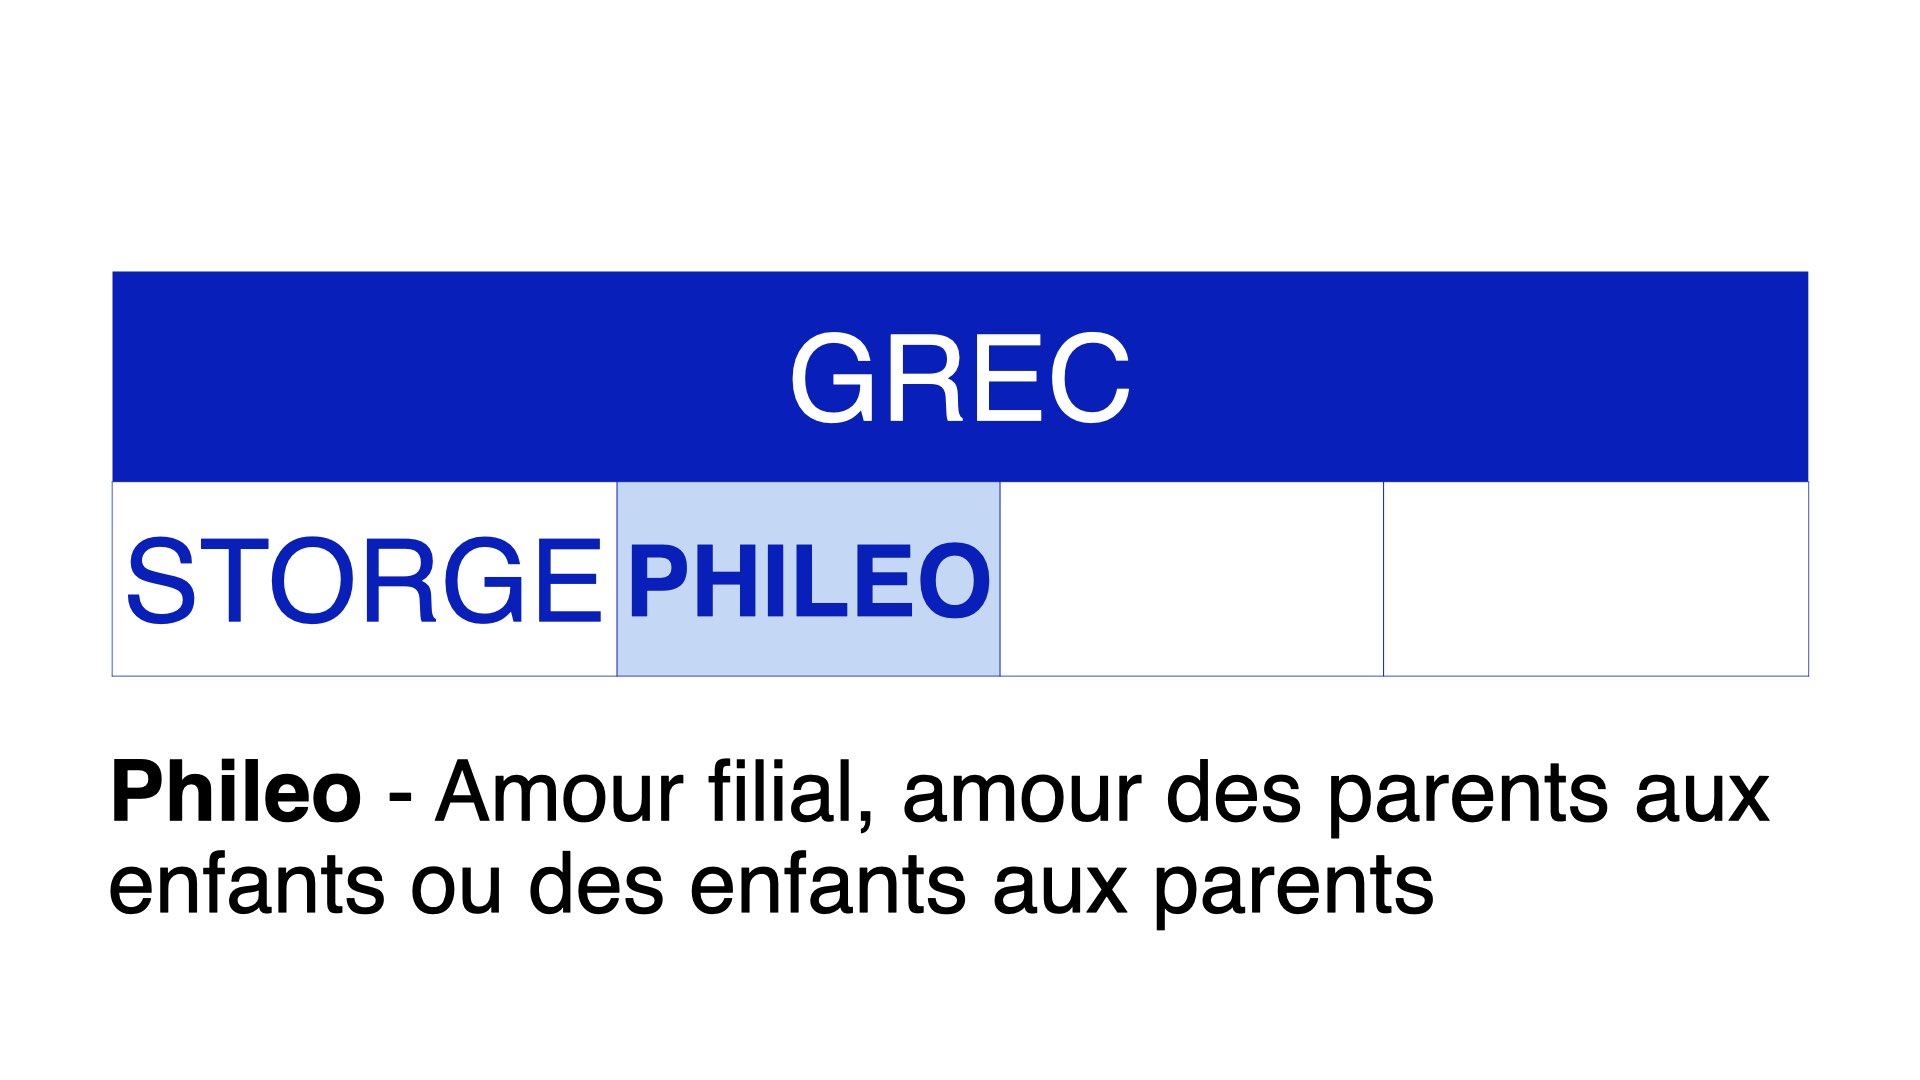 GREC
STORGE PHILEO
Phileo - Amour filial, amour des parents aux
enfants ou des enfants aux parents